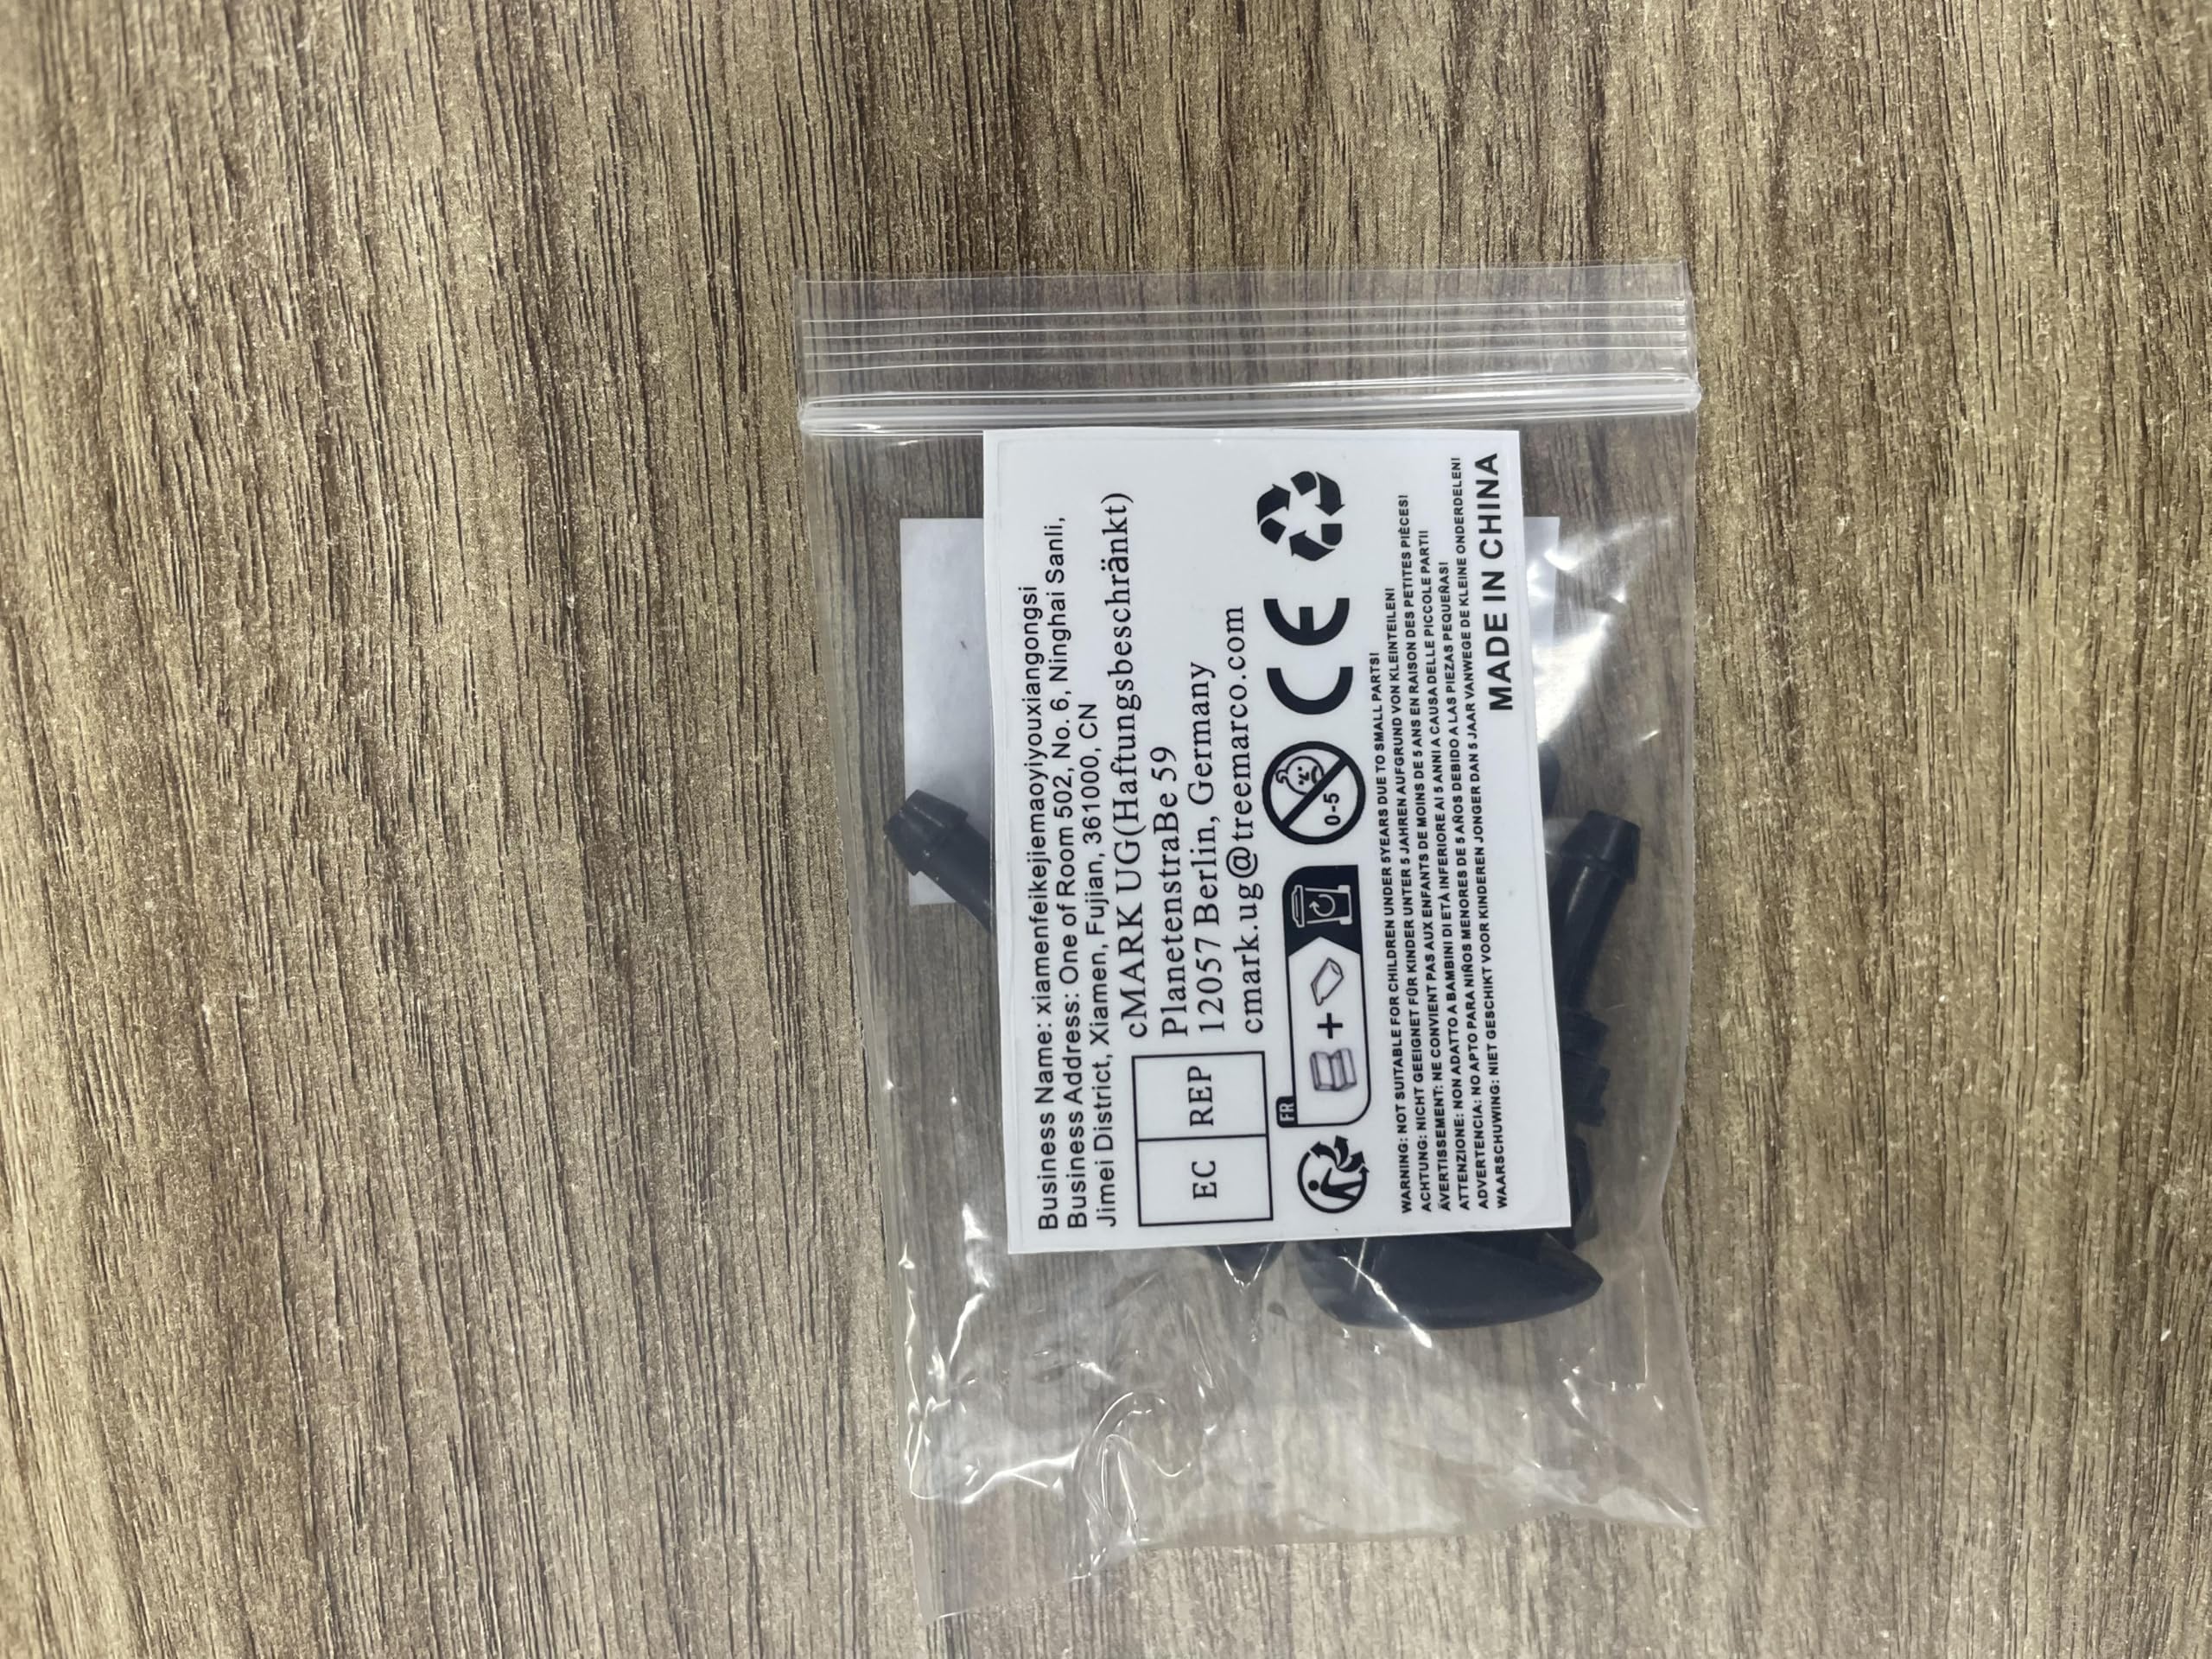 Business Name: xiamenfeikejiemaoyiyouxiangongsi
Business Address: One of Room 502, No. 6, Ninghai Sanli,
Jimei District, Xiamen, Fujian, 361000, CN
EC REP
cMARK UG(Haftungsbeschränkt)
PlanetenstraBe 59
12057 Berlin, Germany
cmark.ug@treemarco.com
FR
0-5
CE
WARNING: NOT SUITABLE FOR CHILDREN UNDER 5YEARS DUE TO SMALL PARTS!
ACHTUNG: NICHT GEEIGNET FÜR KINDER UNTER 5 JAHREN AUFGRUND VON KLEINTEILEN!
ÄVERTISSEMENT: NE CONVIENT PAS AUX ENFANTS DE MOINS DE 5 ANS EN RAISON DES PETITES PIÈCES!
ATTENZIONE: NON ADATTO A BAMBINI DI ETÀ INFERIORE AI 5 ANNI A CAUSA DELLE PICCOLE PARTI!
ADVERTENCIA: NO APTO PARA NIÑOS MENORES DE 5 AÑOS DEBIDO A LAS PIEZAS PEQUEÑAS!
WAARSCHUWING: NIET GESCHIKT VOOR KINDEREN JONGER DAN 5 JAAR VANWEGE DE KLEINE ONDERDELEN!
MADE IN CHINA